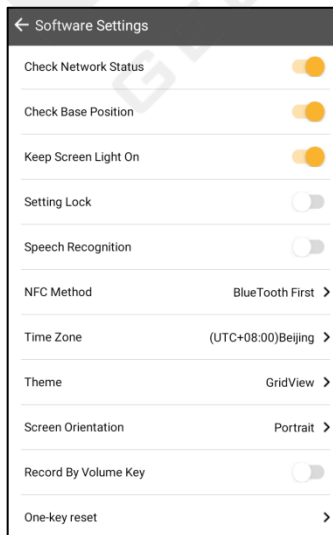 Software Settings
Check Network Status
Check Base Position
Keep Screen Light On
Setting Lock
Speech Recognition
NFC Method BlueTooth First
Time Zone (UTC+08:00)Beijing
Theme GridView
Screen Orientation Portrait
Record By Volume Key
One-key reset